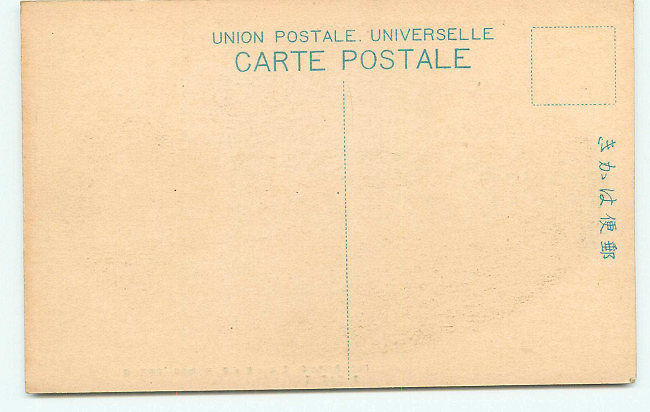 UNION POSTALE. UNIVERSELLE
CARTE POSTALE
郵便はかき